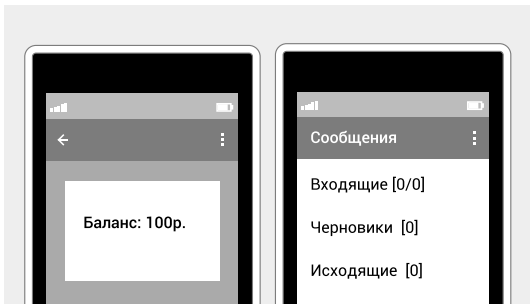 Баланс: 100р.
Сообщения
Входящие [0/0]
Черновики [0]
Исходящие [0]